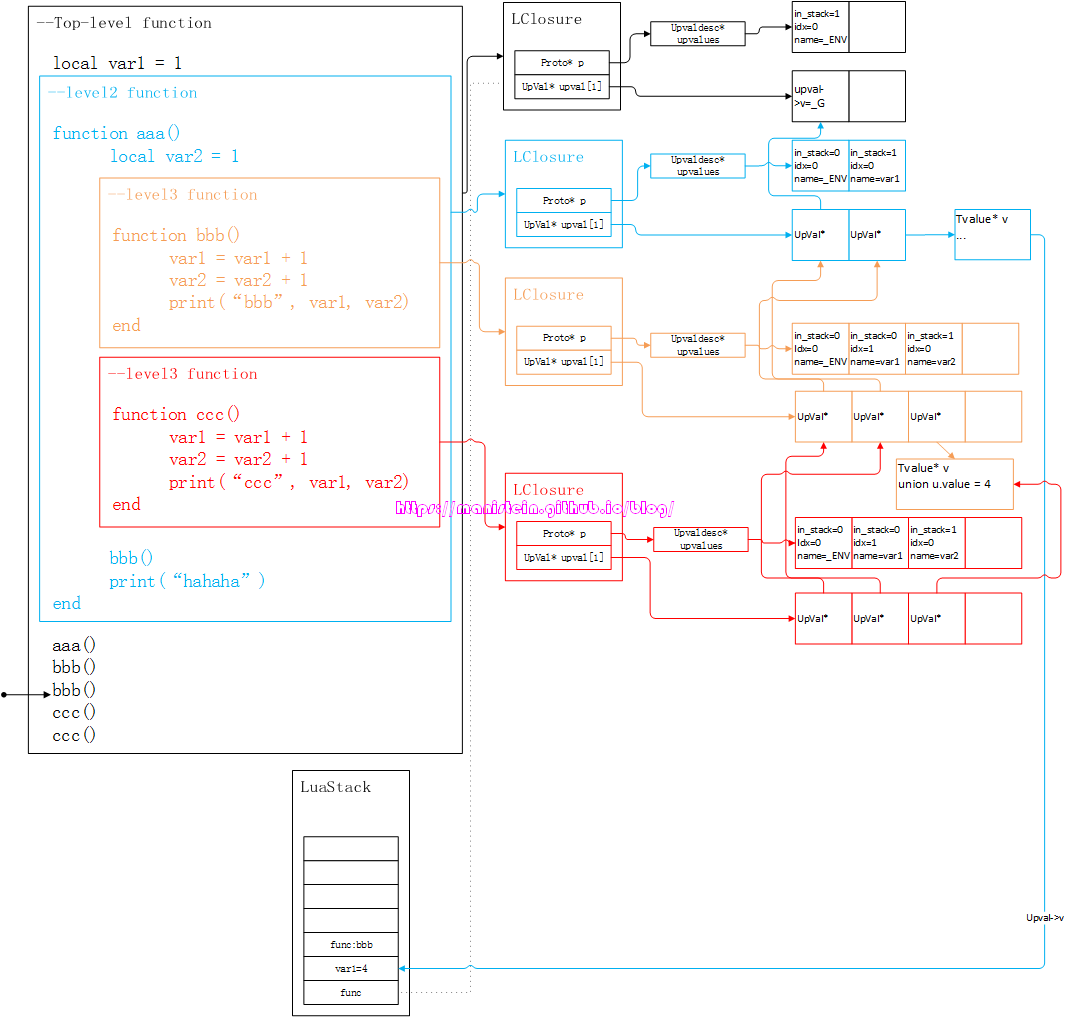 --Top-level function
local var1 = 1
--level2 function
function aaa()
local var2 = 1
--level3 function
function bbb()
var1 = var1 + 1
var2 = var2 + 1
print(“bbb”, var1, var2)
end
--level3 function
function ccc()
var1 = var1 + 1
var2 = var2 + 1
print(“ccc”, var1, var2)
end
bbb()
print(“hahaha”)
end
aaa()
bbb()
bbb()
ccc()
ccc()
LClosure
Proto* p
UpVal* upval[1]
Upvaldesc*
upvalues
in_stack=1
idx=0
name=_ENV
upval-
>v=_G
LClosure
Proto* p
UpVal* upval[1]
Upvaldesc*
upvalues
in_stack=0
idx=0
name=_ENV
in_stack=1
idx=0
name=var1
UpVal*
UpVal*
Tvalue* v
...
LClosure
Proto* p
UpVal* upval[1]
Upvaldesc*
upvalues
in_stack=0
Idx=0
name=_ENV
in_stack=0
idx=1
name=var1
in_stack=1
idx=0
name=var2
UpVal*
UpVal*
UpVal*
Tvalue* v
union u.value = 4
LClosure
https://manistein.github.io/blog/
Proto* p
UpVal* upval[1]
Upvaldesc*
upvalues
in_stack=0
Idx=0
name=_ENV
in_stack=0
idx=1
name=var1
in_stack=1
idx=0
name=var2
UpVal*
UpVal*
UpVal*
LuaStack
func:bbb
var1=4
func
Upval->v